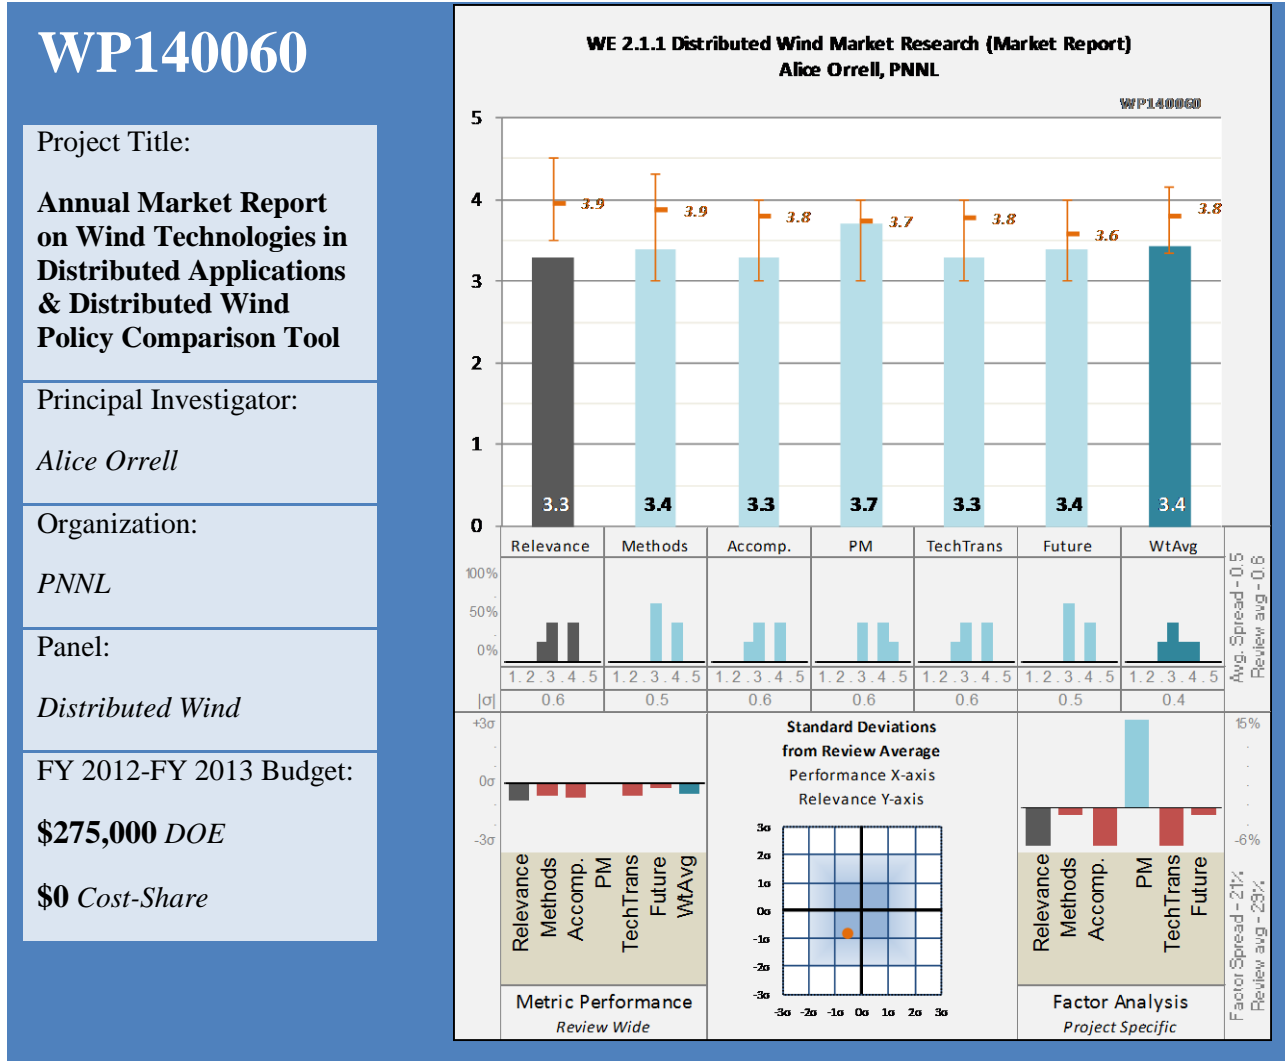 WP140060
Project Title:
Annual Market Report
on Wind Technologies in
Distributed Applications
& Distributed Wind
Policy Comparison Tool
Principal Investigator:
Alice Orrell
Organization:
PNNL
Panel:
Distributed Wind
FY 2012-FY 2013 Budget:
$275,000 DOE
$0 Cost-Share
WE 2.1.1 Distributed Wind Market Research (Market Report)
Alice Orrell, PNNL
WP140060
5
4
3
2
1
0
3.9
3.9
3.8
3.7
3.8
3.6
3.8
3.3
3.4
3.3
3.7
3.3
3.4
3.4
Relevance
Methods
Accomp.
PM
TechTrans
Future
WtAvg
100%
50%
0%
1.2.3.4.5
1.2.3.4.5
1.2.3.4.5
1.2.3.4.5
1.2.3.4.5
1.2.3.4.5
1.2.3.4.5
|σ|
0.6
0.5
0.6
0.6
0.6
0.5
0.4
Avg. Spread - 0.5
Review avg - 0.6
+3σ
0σ
-3σ
Relevance
Methods
Accomp.
PM
TechTrans
Future
WtAvg
Metric Performance
Review Wide
Standard Deviations
from Review Average
Performance X-axis
Relevance Y-axis
3σ
2σ
1σ
0σ
-1σ
-2σ
-3σ
-3σ -2σ -1σ 0σ 1σ 2σ 3σ
15%
-6%
Relevance
Methods
Accomp.
PM
TechTrans
Future
Factor Analysis
Project Specific
Factor Spread - 21%
Review avg - 29%